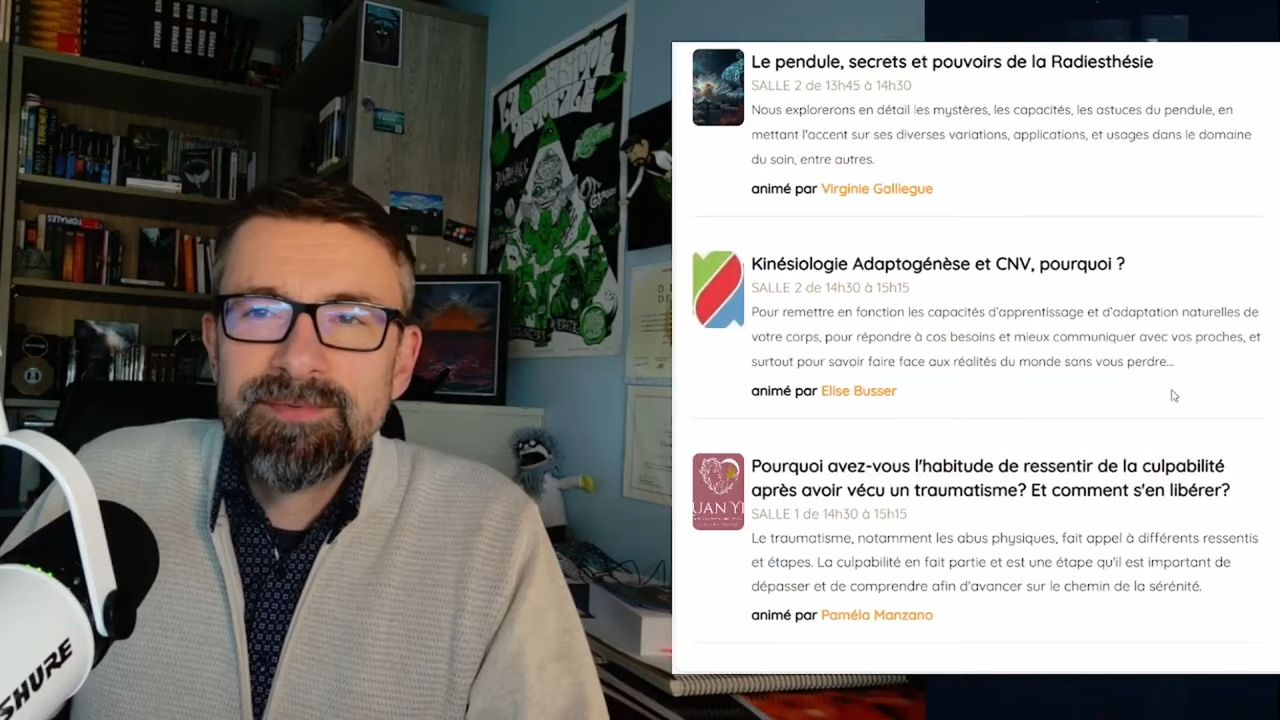 Le pendule, secrets et pouvoirs de la Radiesthésie
SALLE 2 de 13h45 à 14h30
Nous explorerons en détail les mystères, les capacités, les astuces du pendule, en
mettant l'accent sur ses diverses variations, applications, et usages dans le domaine
du soin, entre autres.
animé par Virginie Galliegue
Kinésiologie Adaptogénèse et CNV, pourquoi ?
SALLE 2 de 14h30 à 15h15
Pour remettre en fonction les capacités d'apprentissage et d'adaptation naturelles de
votre corps, pour répondre à cos besoins et mieux communiquer avec vos proches, et
surtout pour savoir faire face aux réalités du monde sans vous perdre...
animé par Elise Busser
Pourquoi avez-vous l'habitude de ressentir de la culpabilité
après avoir vécu un traumatisme? Et comment s'en libérer?
SALLE 1 de 14h30 à 15h15
Le traumatisme, notamment les abus physiques, fait appel à différents ressentis
et étapes. La culpabilité en fait partie et est une étape qu'il est important de
dépasser et de comprendre afin d'avancer sur le chemin de la sérénité.
animé par Paméla Manzano
UAN YI
SHURE
STEPHEN